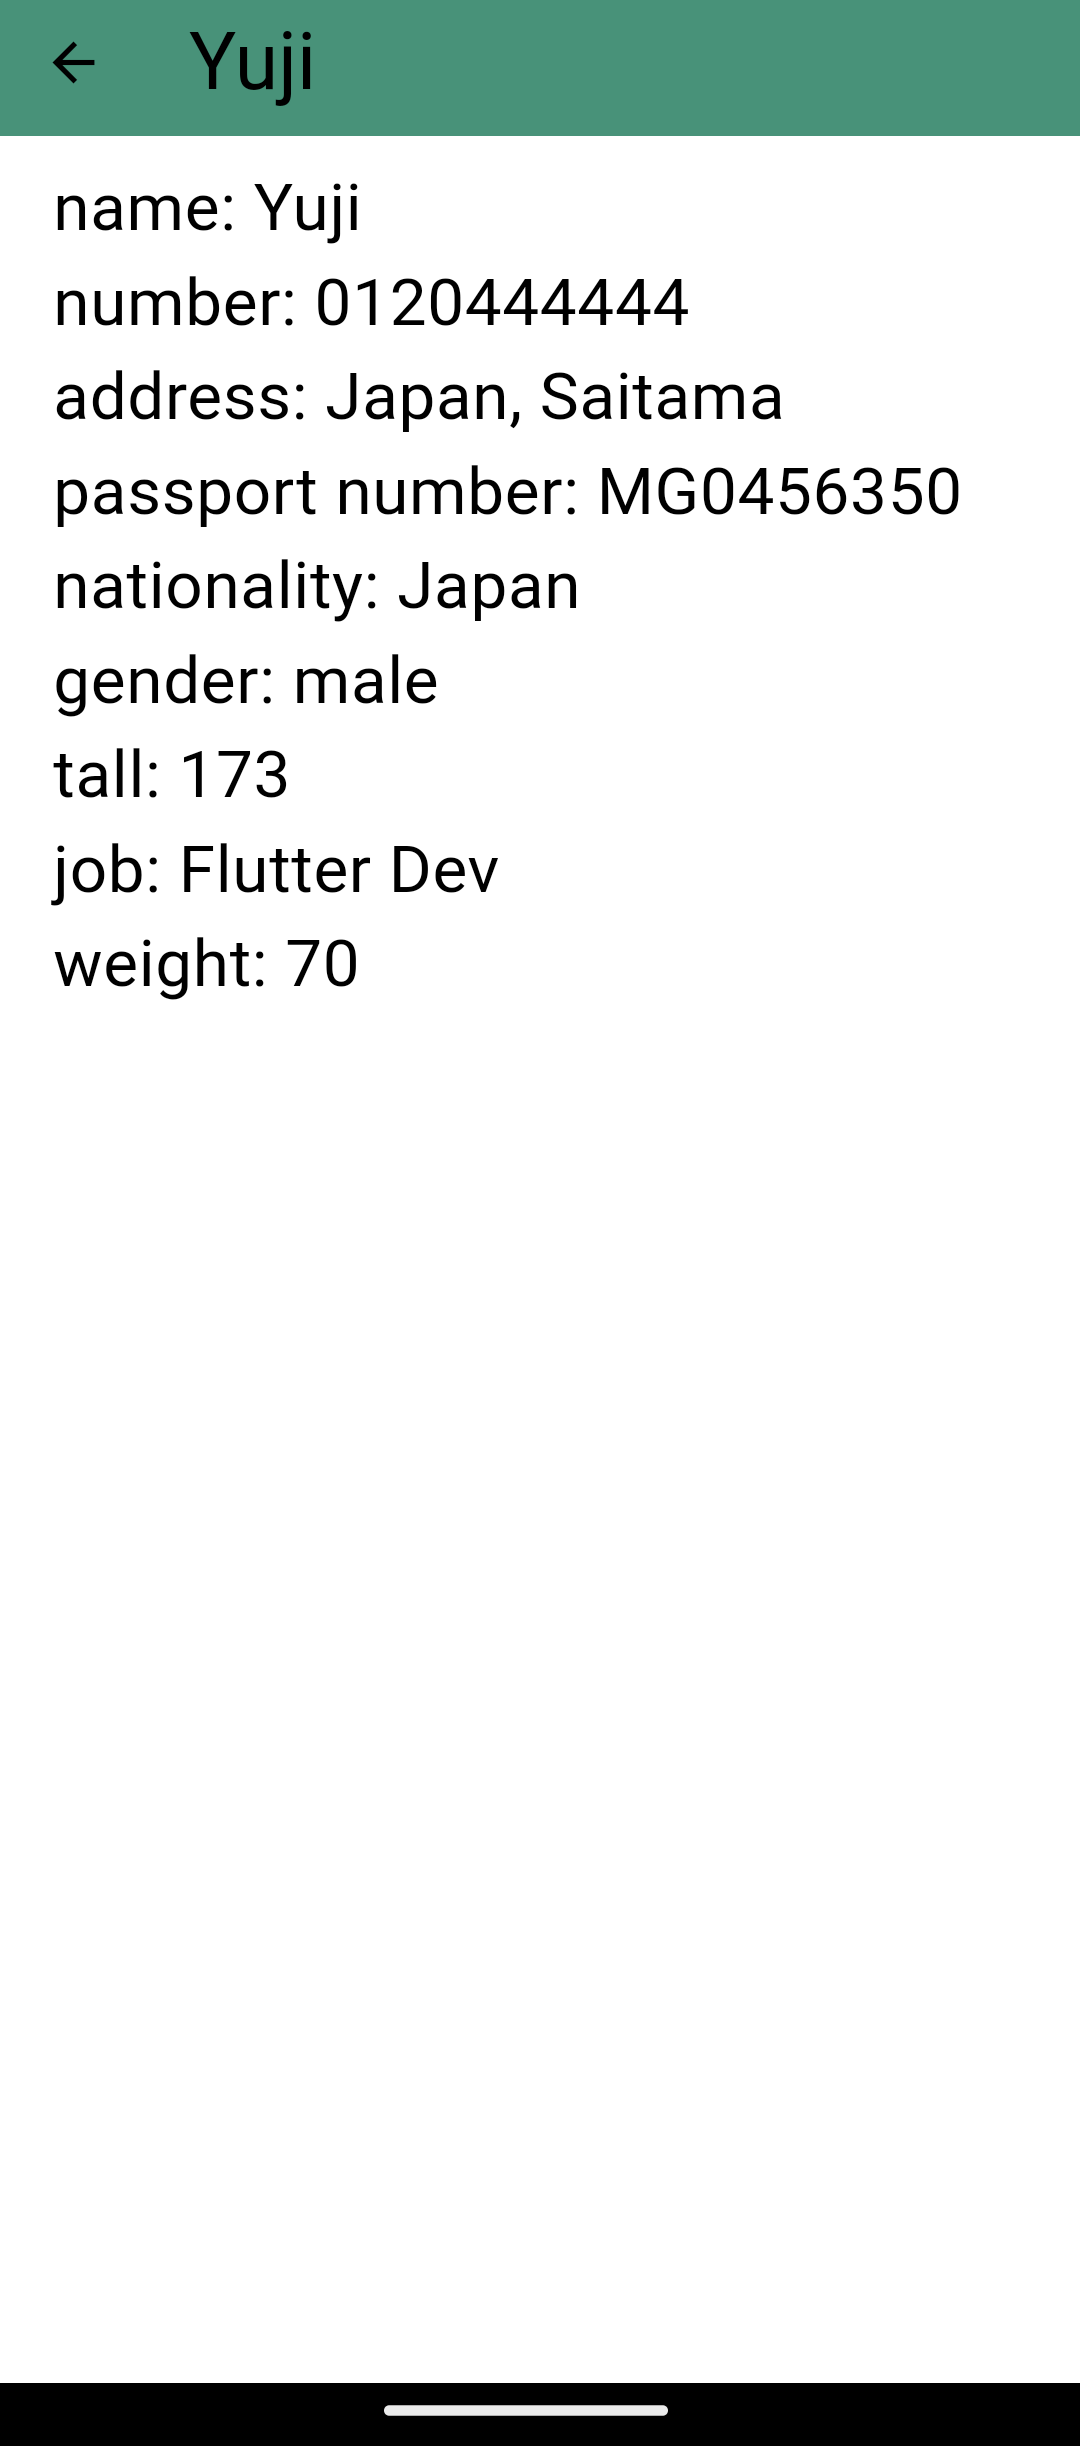 Yuji
name: Yuji
number: 0120444444
address: Japan, Saitama
passport number: MG0456350
nationality: Japan
gender: male
tall: 173
job: Flutter Dev
weight: 70